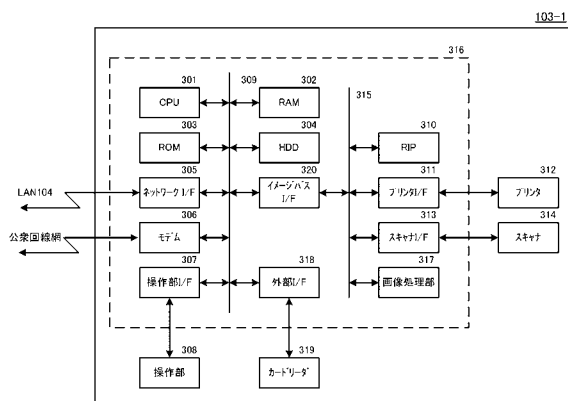 103-1
316
301
309
302
315
CPU
RAM
303
304
310
ROM
HDD
RIP
305
320
311
312
LAN104
ネットワークI/F
イメージバス
I/F
プリンタI/F
プリンタ
306
313
314
公衆回線網
モデム
スキャナI/F
スキャナ
307
318
317
操作部I/F
外部I/F
画像処理部
308
319
操作部
カードリーダ